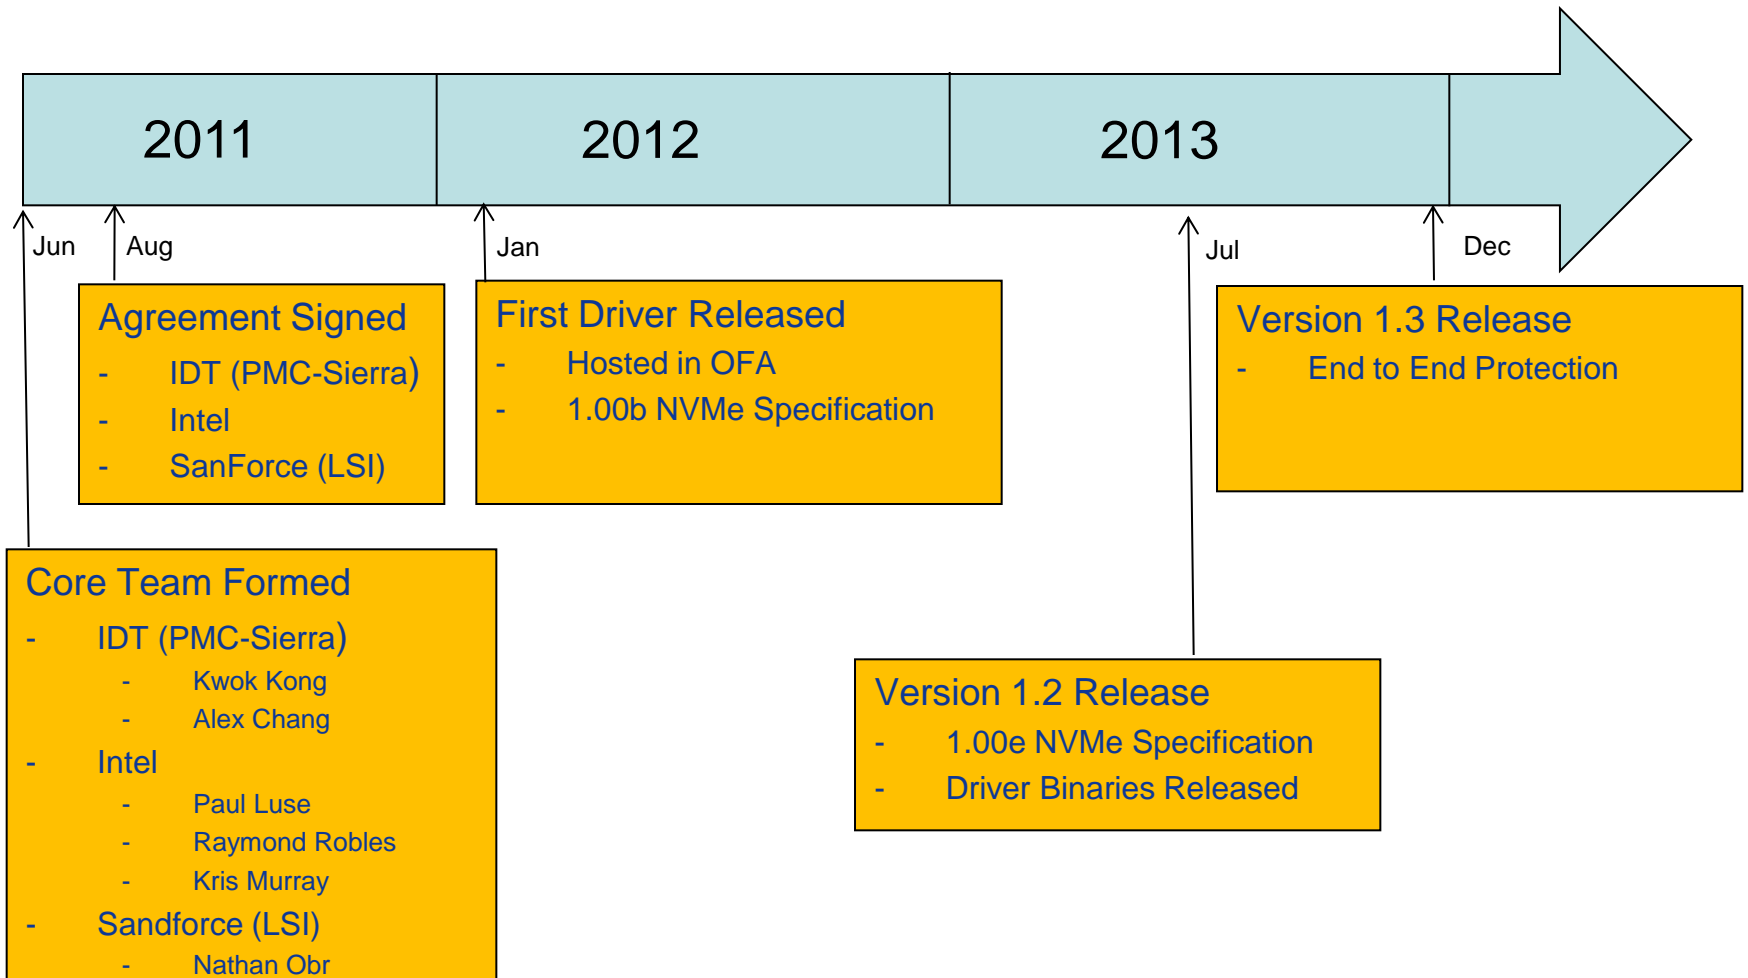 2011
2012
2013
Jun
Aug
Jan
Jul
Dec
Agreement Signed
- IDT (PMC-Sierra)
- Intel
- SanForce (LSI)
First Driver Released
- Hosted in OFA
- 1.00b NVMe Specification
Version 1.3 Release
- End to End Protection
Core Team Formed
- IDT (PMC-Sierra)
- Kwok Kong
- Alex Chang
- Intel
- Paul Luse
- Raymond Robles
- Kris Murray
- Sandforce (LSI)
- Nathan Obr
Version 1.2 Release
- 1.00e NVMe Specification
- Driver Binaries Released